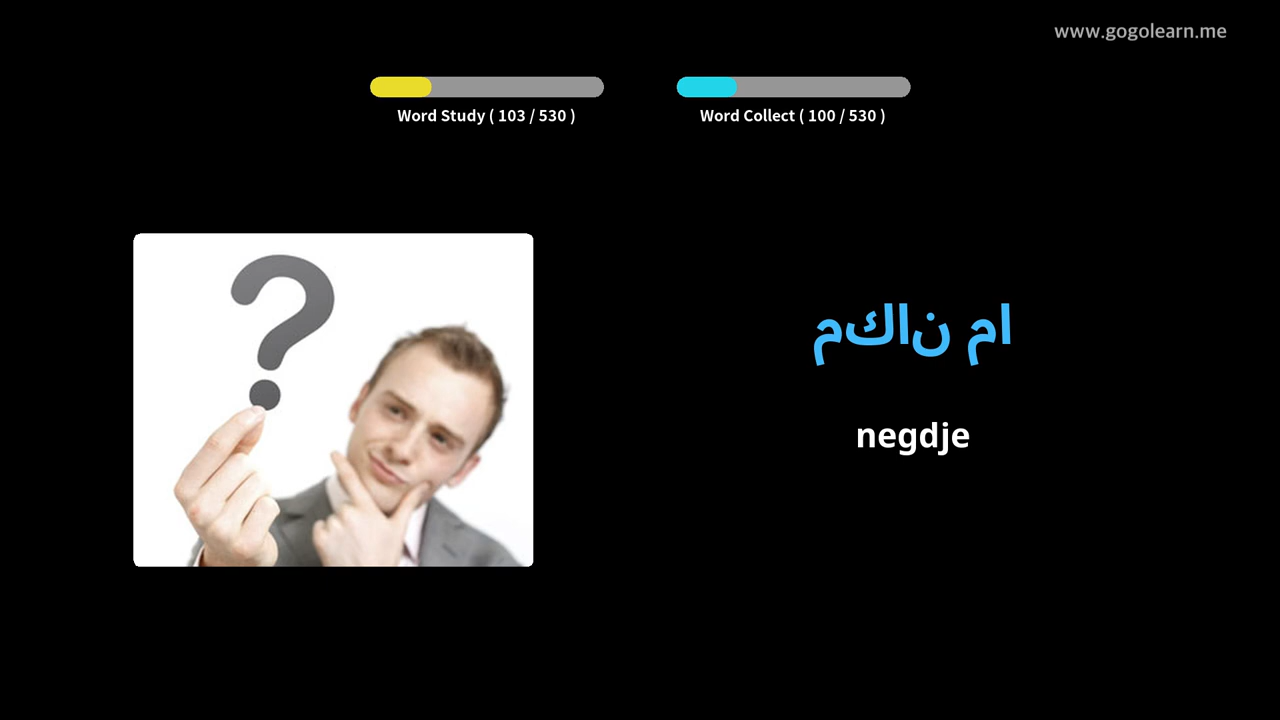 www.gogolearn.me
Word Study ( 103 / 530 )
Word Collect ( 100 / 530 )
مكان ما
negdje